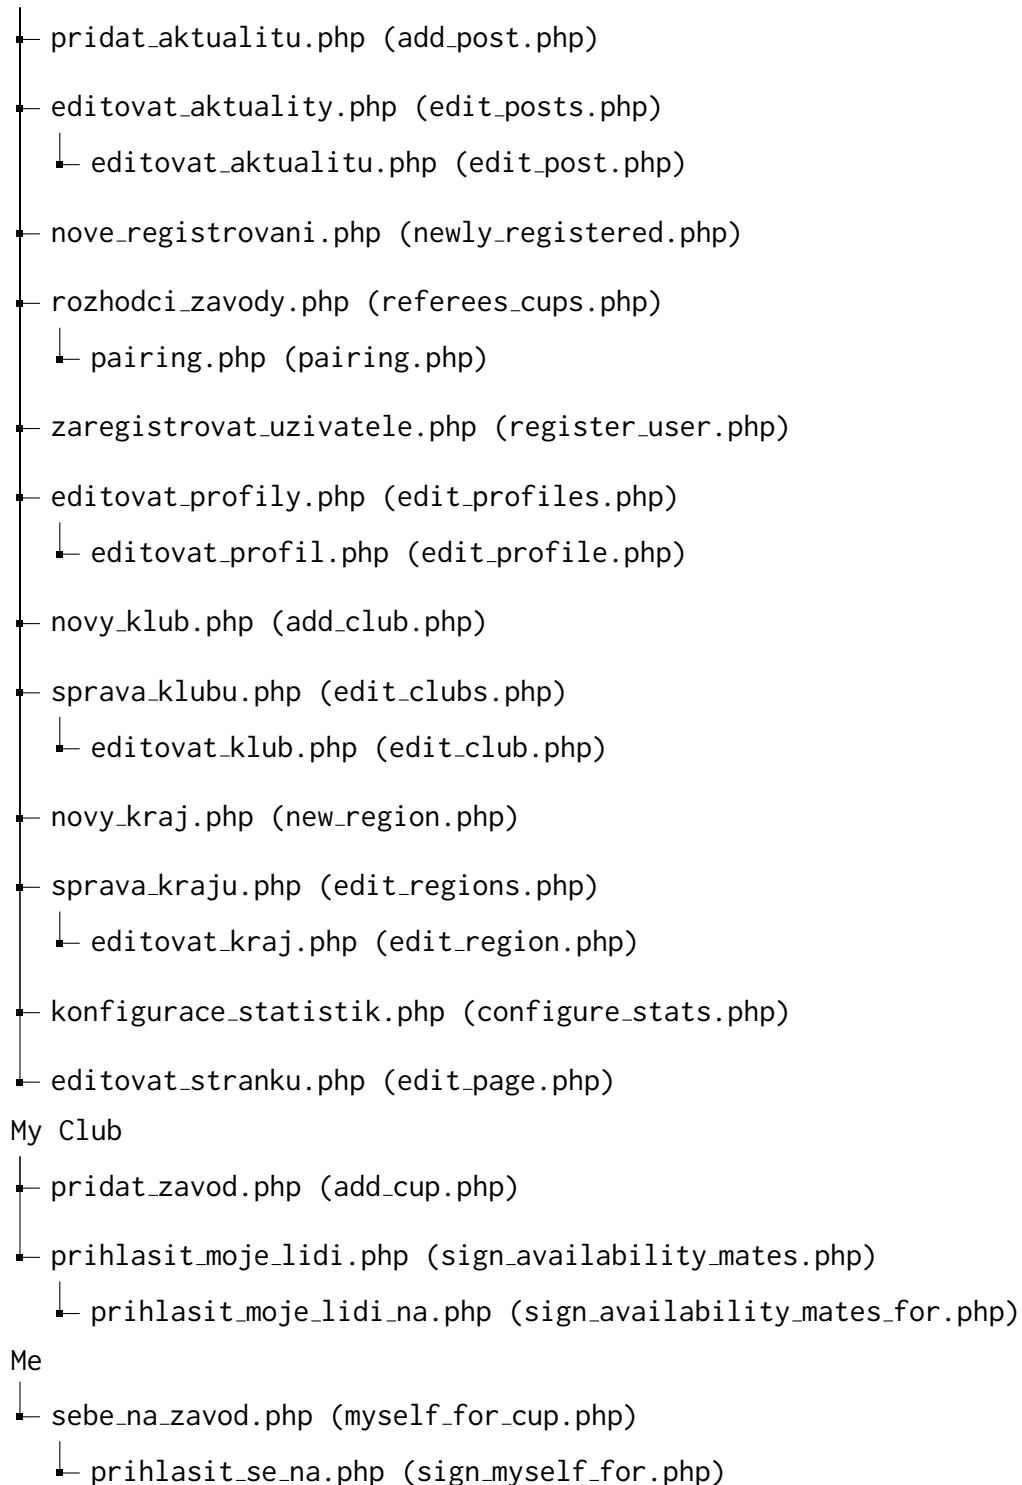 pridat_aktualitu.php (add_post.php)
editovat_aktuality.php (edit_posts.php)
editovat_aktualitu.php (edit_post.php)
nove_registrovani.php (newly_registered.php)
rozhodci_zavody.php (referees_cups.php)
pairing.php (pairing.php)
zaregistrovat_uzivatele.php (register_user.php)
editovat_profily.php (edit_profiles.php)
editovat_profil.php (edit_profile.php)
novy_klub.php (add_club.php)
sprava_klubu.php (edit_clubs.php)
editovat_klub.php (edit_club.php)
novy_kraj.php (new_region.php)
sprava_kraju.php (edit_regions.php)
editovat_kraj.php (edit_region.php)
konfigurace_statistik.php (configure_stats.php)
editovat_stranku.php (edit_page.php)
My Club
pridat_zavod.php (add_cup.php)
prihlasit_moje_lidi.php (sign_availability_mates.php)
prihlasit_moje_lidi_na.php (sign_availability_mates_for.php)
Me
sebe_na_zavod.php (myself_for_cup.php)
prihlasit_se_na.php (sign_myself_for.php)